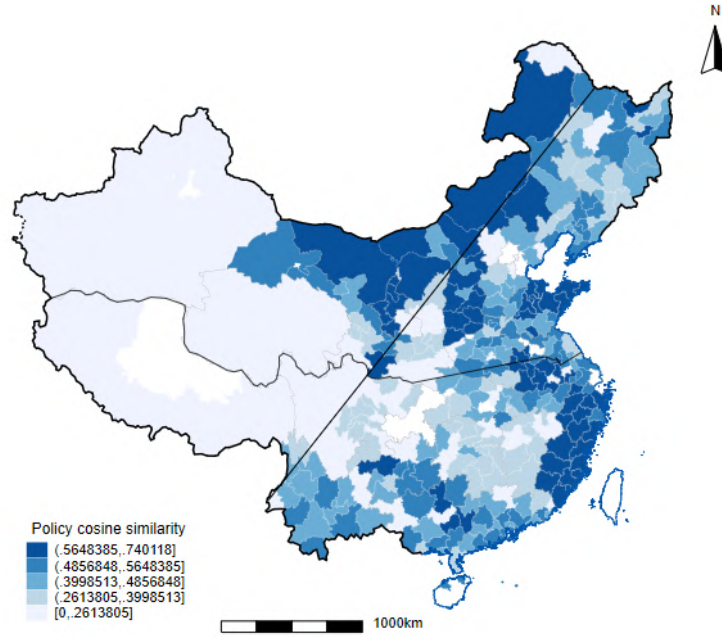 N
Policy cosine similarity
(.5648385,.740118]
(.4856848,.5648385]
(.3998513,.4856848]
(.2613805,.3998513]
[0,.2613805]
1000km